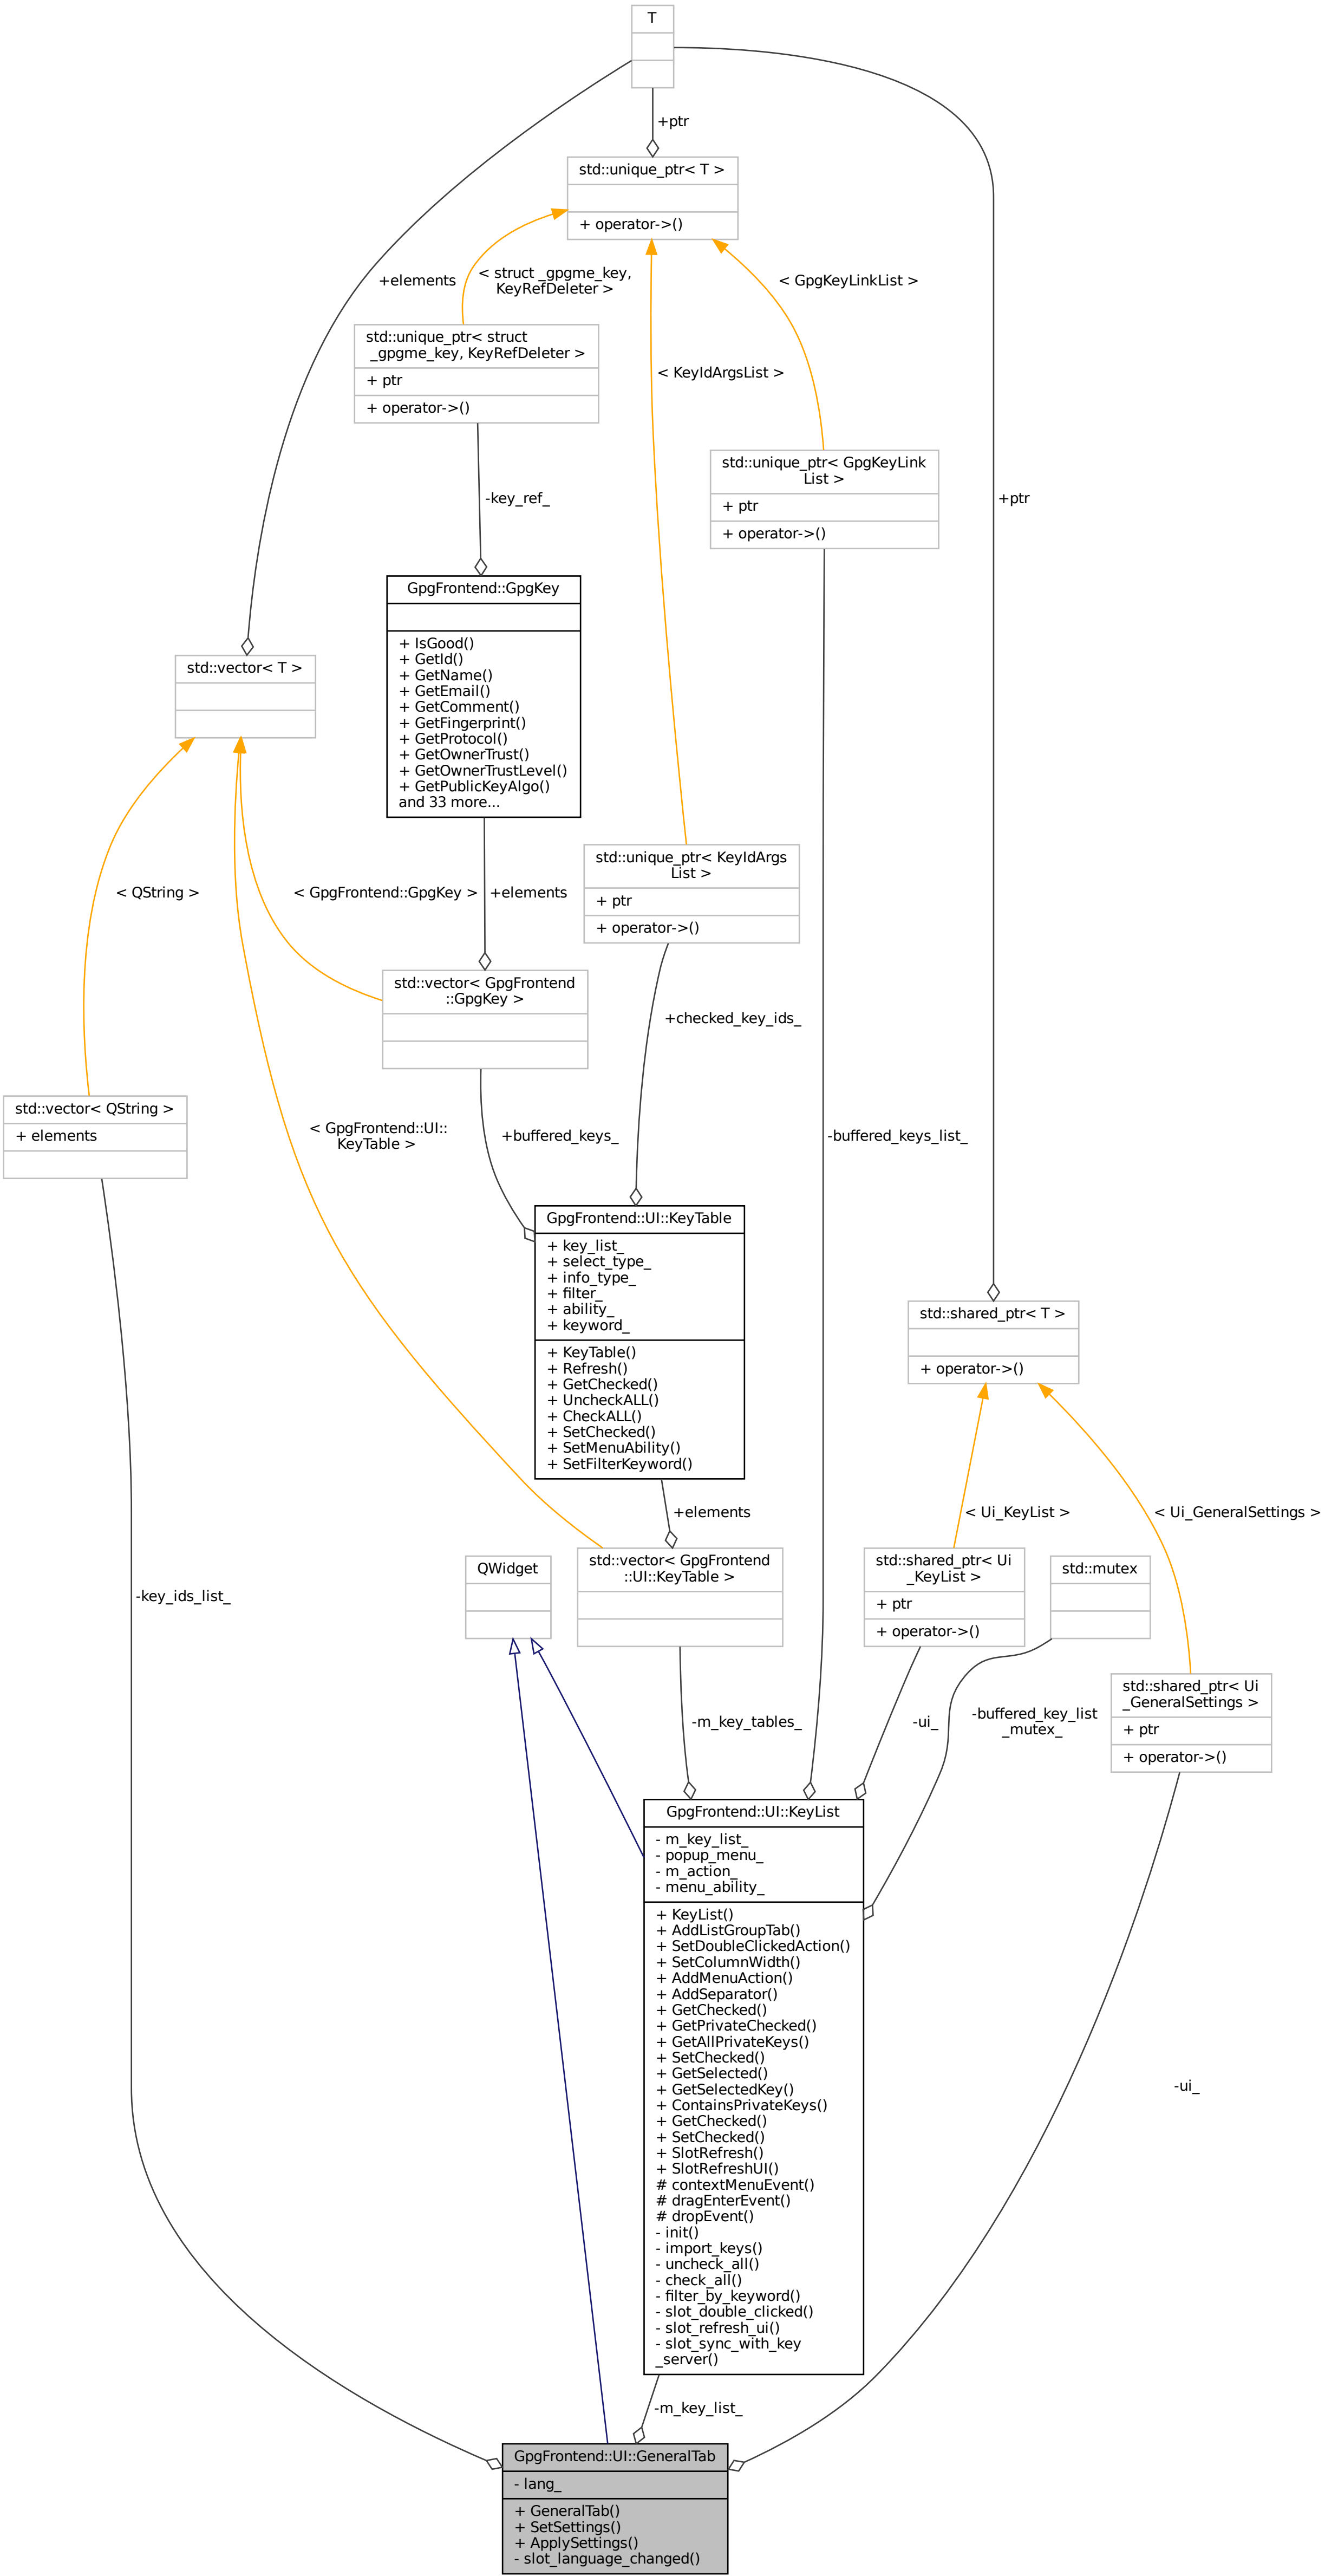 T
+ptr
std::unique_ptr< T >
+ operator->()
+elements
< struct _gpgme_key,
KeyRefDeleter >
< GpgKeyLinkList >
std::unique_ptr< struct
_gpgme_key, KeyRefDeleter >
+ ptr
+ operator->()
< KeyIdArgsList >
std::unique_ptr< GpgKeyLink
List >
+ ptr
+ operator->()
-key_ref_
+ptr
GpgFrontend::GpgKey
+ IsGood()
+ GetId()
+ GetName()
+ GetEmail()
+ GetComment()
+ GetFingerprint()
+ GetProtocol()
+ GetOwnerTrust()
+ GetOwnerTrustLevel()
+ GetPublicKeyAlgo()
and 33 more...
std::vector< T >
std::unique_ptr< KeyIdArgs
List >
+ ptr
+ operator->()
< QString >
< GpgFrontend::GpgKey >
+elements
std::vector< GpgFrontend
::GpgKey >
+checked_key_ids_
std::vector< QString >
+ elements
< GpgFrontend::UI::
KeyTable >
+buffered_keys_
-buffered_keys_list_
GpgFrontend::UI::KeyTable
+ key_list_
+ select_type_
+ info_type_
+ filter_
+ ability_
+ keyword_
+ KeyTable()
+ Refresh()
+ GetChecked()
+ UncheckALL()
+ CheckALL()
+ SetChecked()
+ SetMenuAbility()
+ SetFilterKeyword()
std::shared_ptr< T >
+ operator->()
+elements
< Ui_KeyList >
< Ui_GeneralSettings >
-key_ids_list_
QWidget
std::vector< GpgFrontend
::UI::KeyTable >
std::shared_ptr< Ui
_KeyList >
+ ptr
+ operator->()
std::mutex
std::shared_ptr< Ui
_GeneralSettings >
+ ptr
+ operator->()
-m_key_tables_
-ui_
-buffered_key_list
_mutex_
GpgFrontend::UI::KeyList
- m_key_list_
- popup_menu_
- m_action_
- menu_ability_
+ KeyList()
+ AddListGroupTab()
+ SetDoubleClickedAction()
+ SetColumnWidth()
+ AddMenuAction()
+ AddSeparator()
+ GetChecked()
+ GetPrivateChecked()
+ GetAllPrivateKeys()
+ SetChecked()
+ GetSelected()
+ GetSelectedKey()
+ ContainsPrivateKeys()
+ GetChecked()
+ SetChecked()
+ SlotRefresh()
+ SlotRefreshUI()
# contextMenuEvent()
# dragEnterEvent()
# dropEvent()
- init()
- import_keys()
- uncheck_all()
- check_all()
- filter_by_keyword()
- slot_double_clicked()
- slot_refresh_ui()
- slot_sync_with_key
_server()
-ui_
-m_key_list_
GpgFrontend::UI::GeneralTab
- lang_
+ GeneralTab()
+ SetSettings()
+ ApplySettings()
- slot_language_changed()